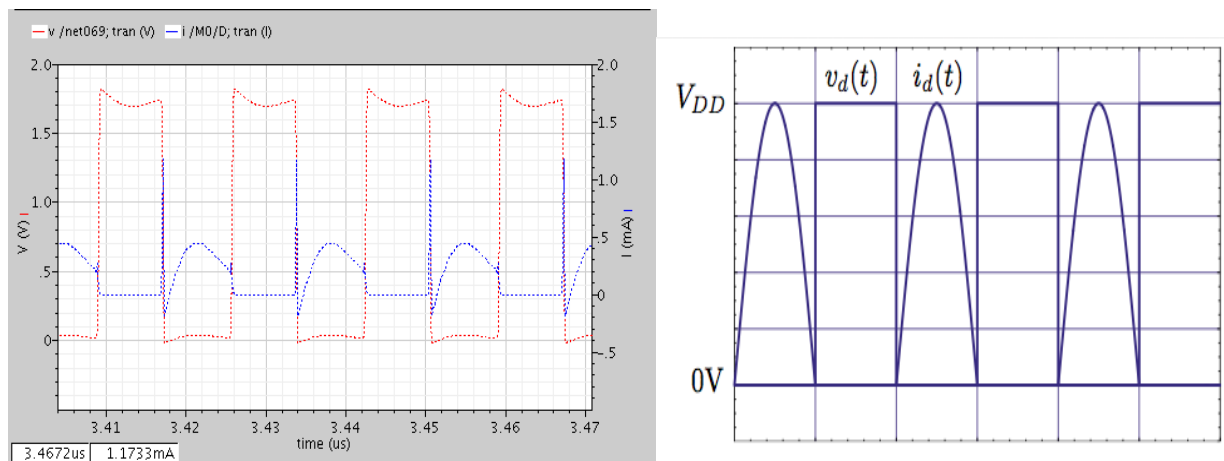 v /net069; tran (V) i /M0/D; tran (I)
2.0
1.5
1.0
.5
0
V (V)
2.0
1.5
1.0
.5
0
-.5
I (mA)
3.41 3.42 3.43 3.44 3.45 3.46 3.47
time (us)
3.4672us 1.1733mA
V_DD
v_d(t) i_d(t)
0V